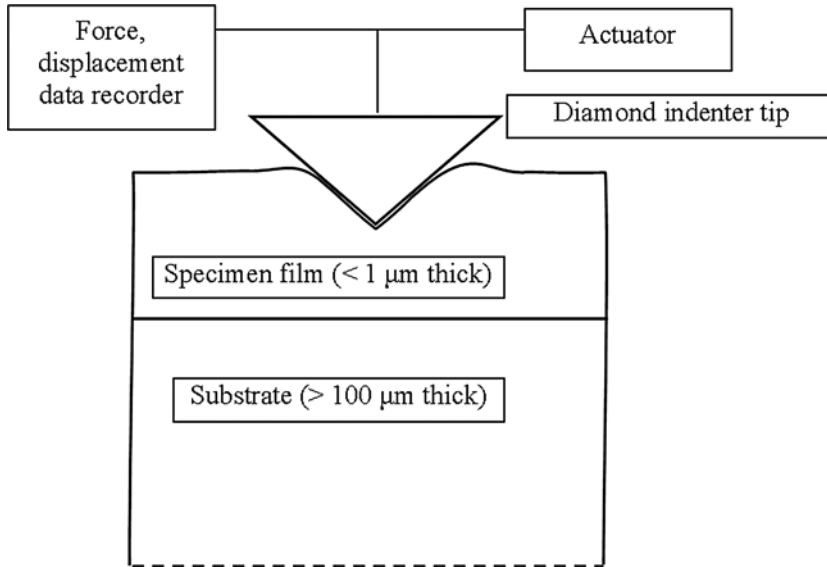 Force,
displacement
data recorder
Actuator
Diamond indenter tip
Specimen film (< 1 μm thick)
Substrate (> 100 μm thick)